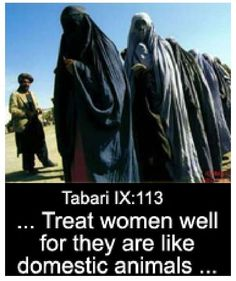 Tabari IX:113
... Treat women well
for they are like
domestic animals ...